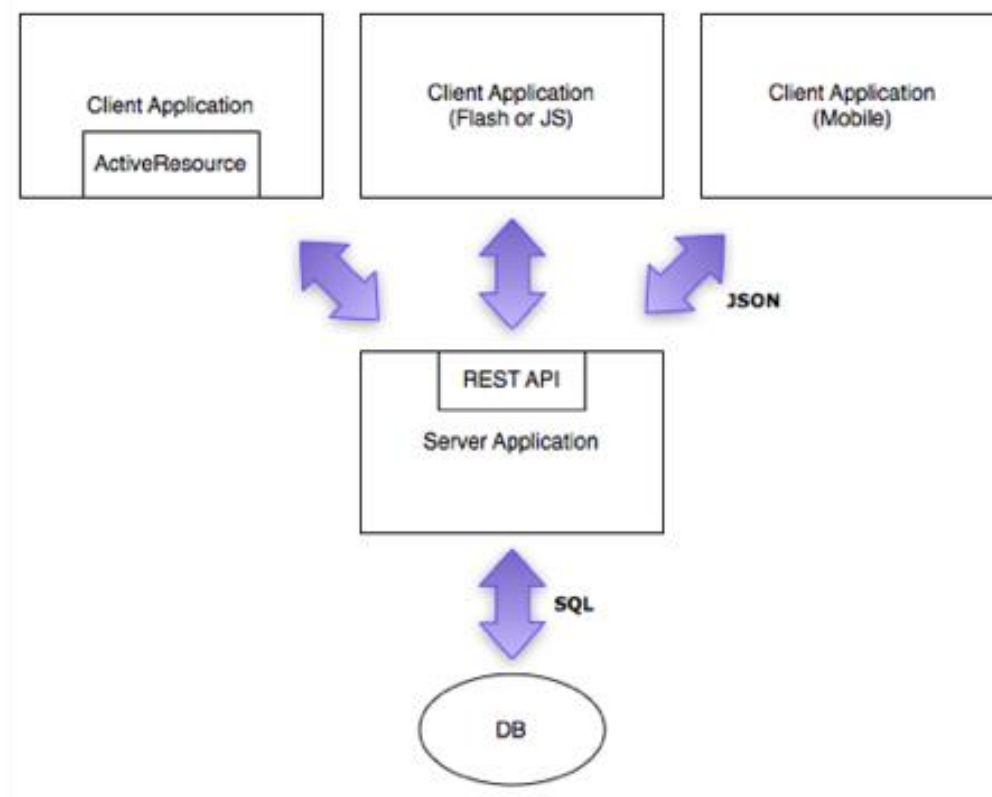 Client Application
ActiveResource
Client Application
(Flash or JS)
Client Application
(Mobile)
JSON
REST API
Server Application
SQL
DB